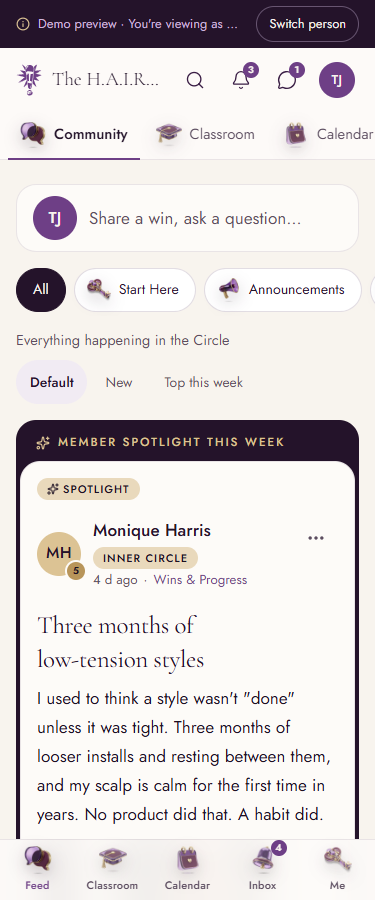 Demo preview · You're viewing as ...
Switch person
The H.A.I.R...
3
1
TJ
Community
Classroom
Calendar
TJ
Share a win, ask a question...
All
Start Here
Announcements
Everything happening in the Circle
Default
New
Top this week
MEMBER SPOTLIGHT THIS WEEK
SPOTLIGHT
MH
5
Monique Harris
INNER CIRCLE
4 d ago · Wins & Progress
Three months of
low-tension styles
I used to think a style wasn't "done"
unless it was tight. Three months of
looser installs and resting between them,
and my scalp is calm for the first time in
years. No product did that. A habit did.
4
Feed
Classroom
Calendar
Inbox
Me